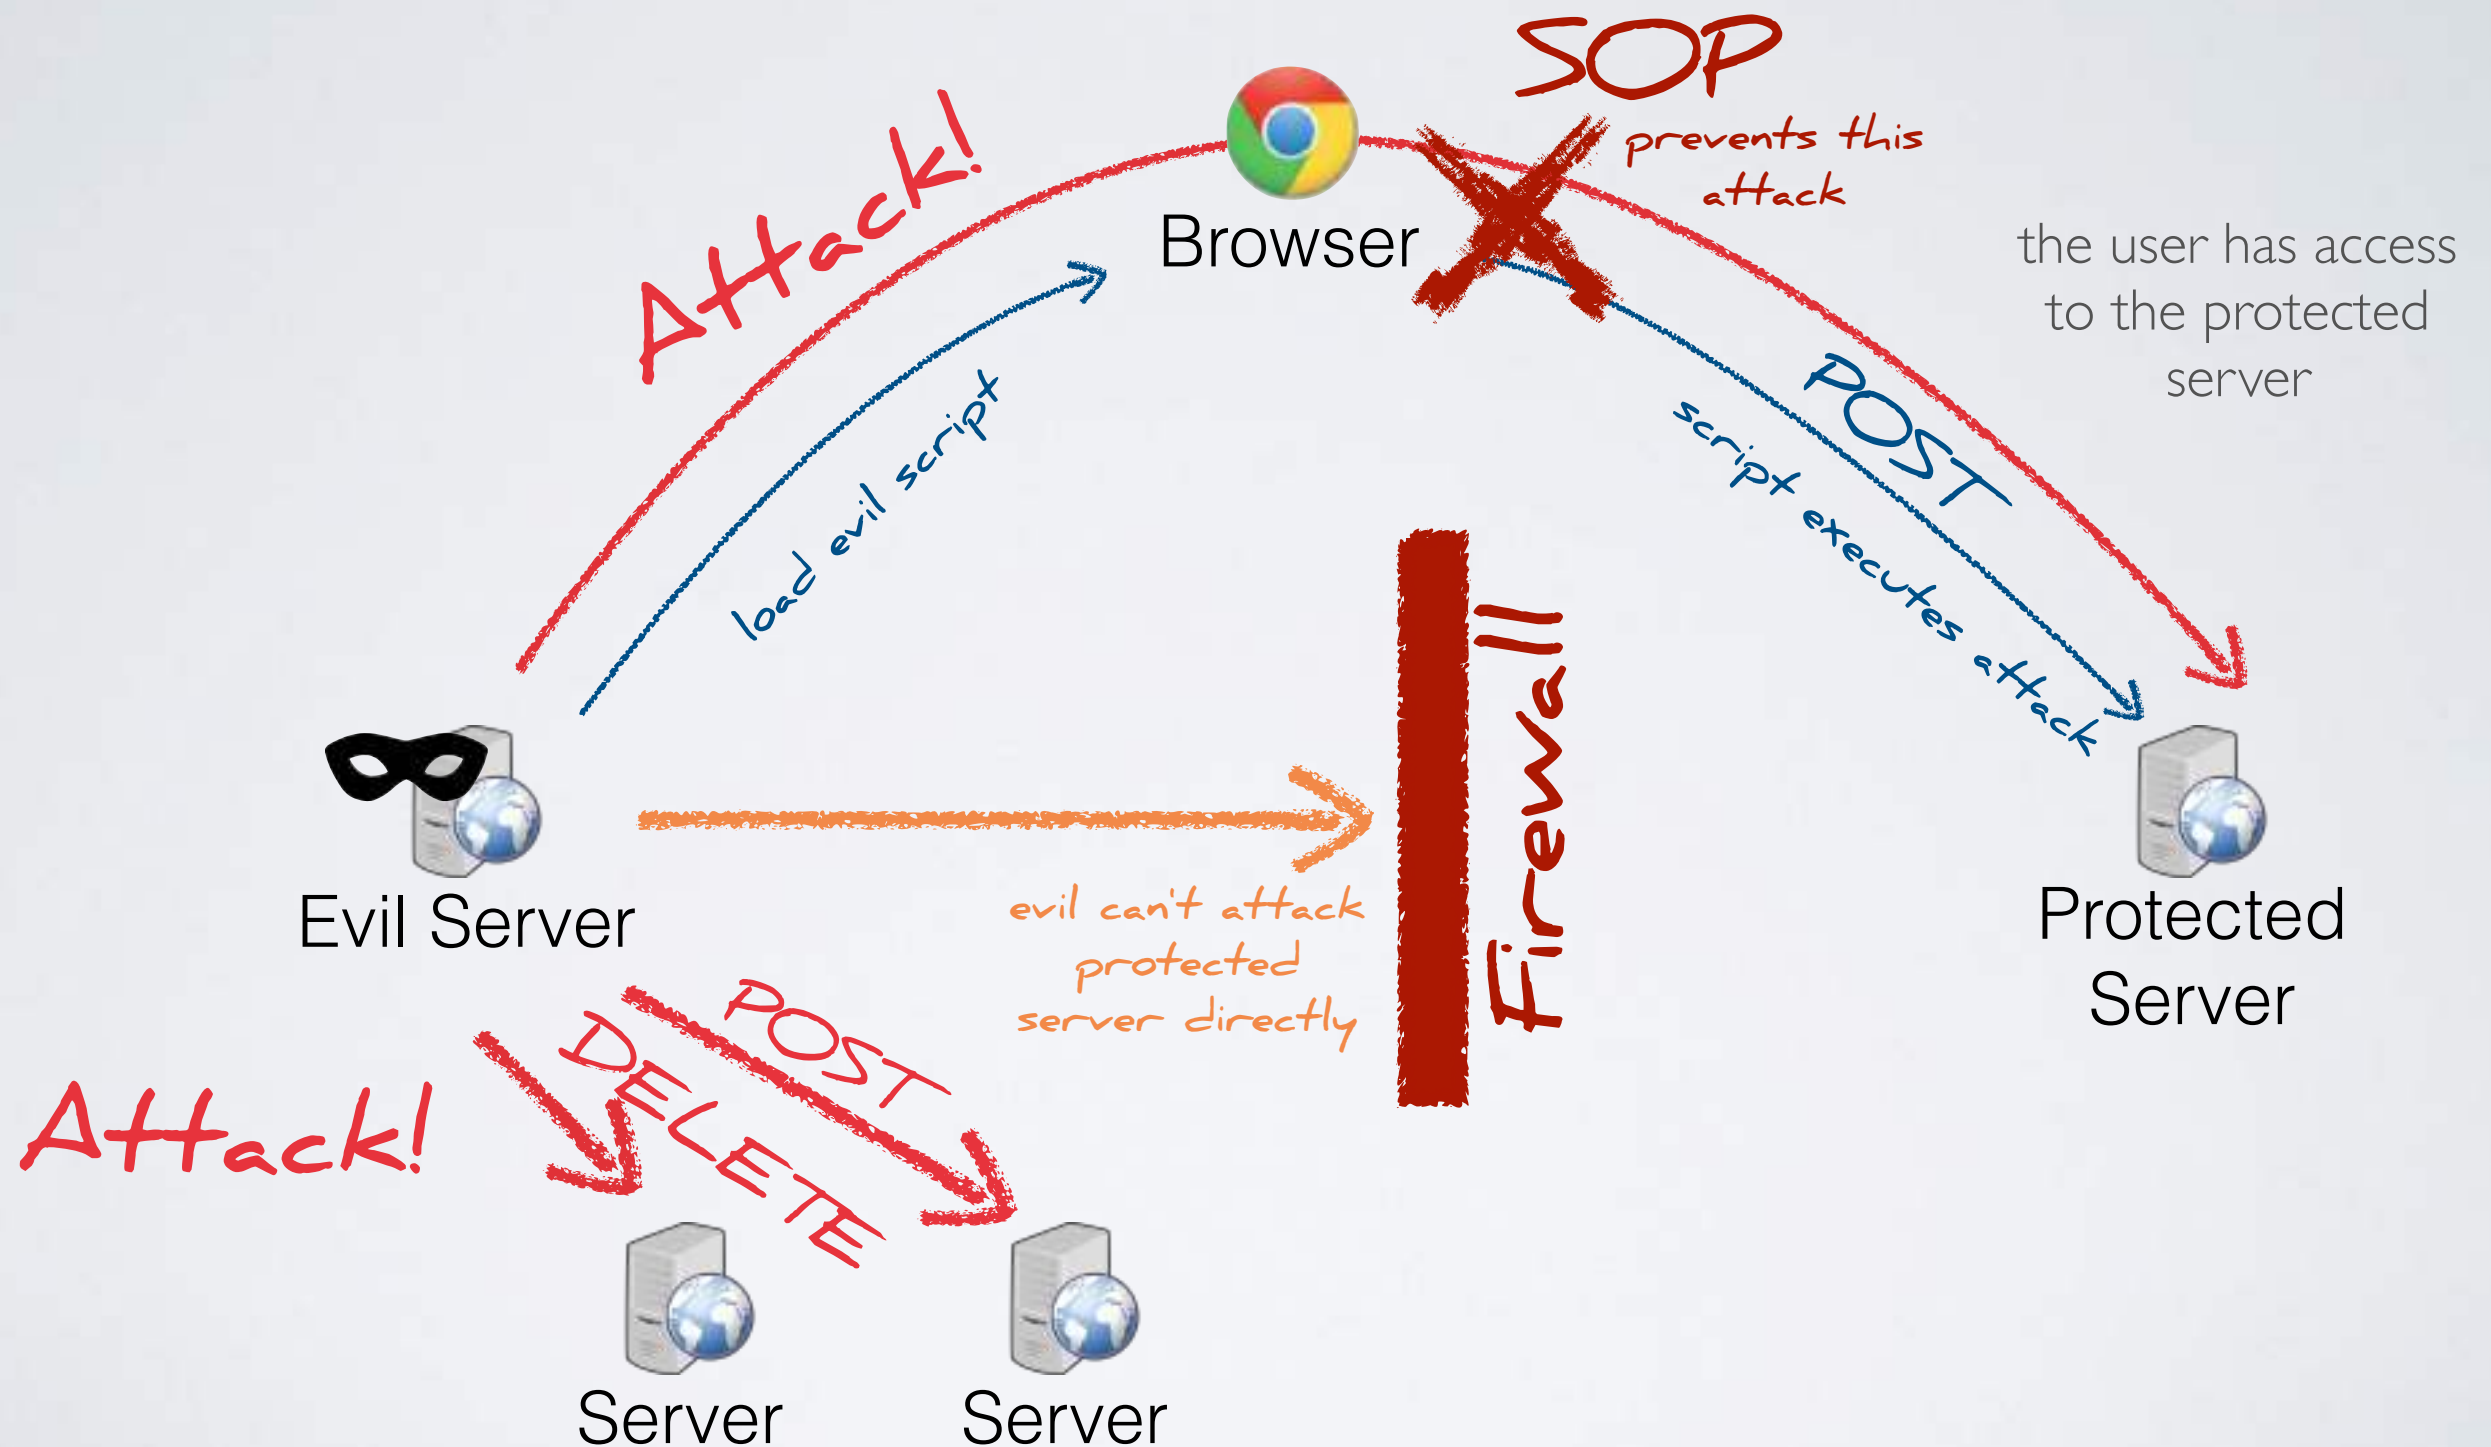 SOP
prevents this
attack
Attack!
Browser
the user has access
to the protected
server
load evil script
POST
script executes attack
Firewall
Evil Server
evil can't attack
protected
server directly
Protected
Server
POST
DELETE
Attack!
Server
Server